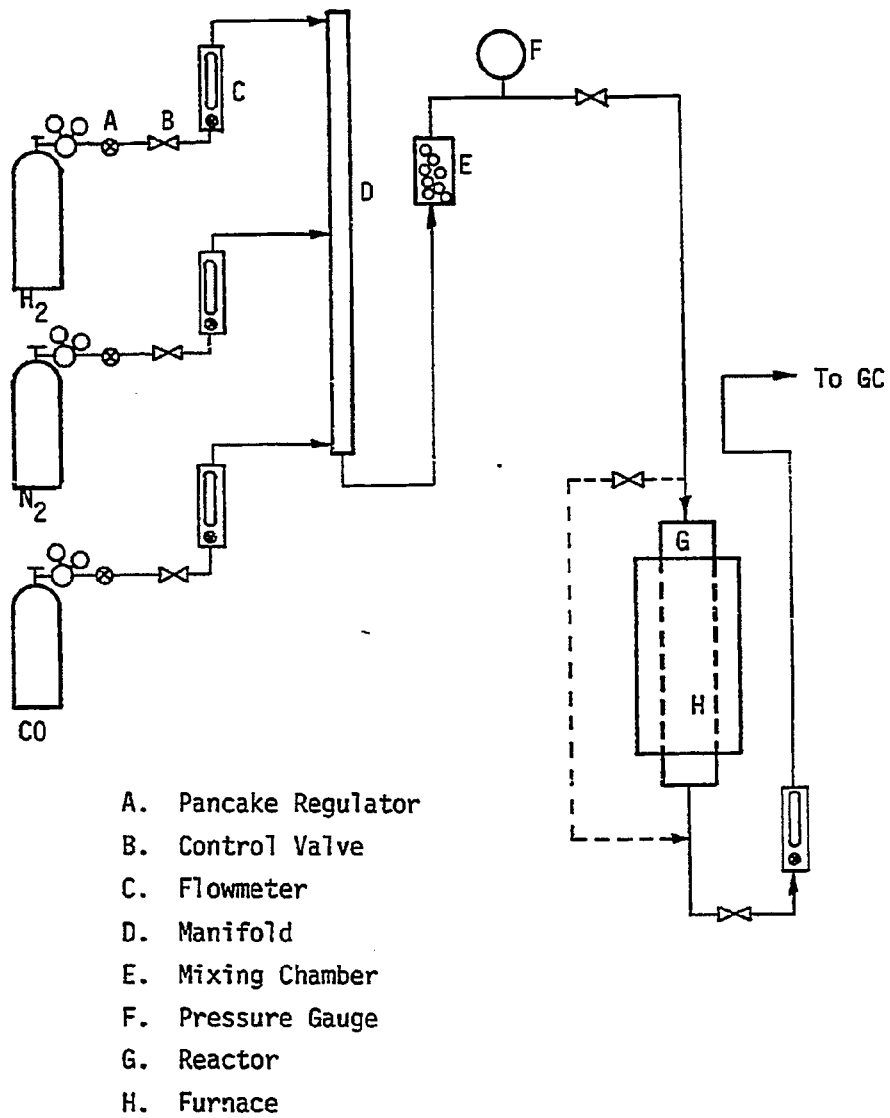 F
A
B
C
E
D
H2
To GC
N2
G
H
CO
A. Pancake Regulator
B. Control Valve
C. Flowmeter
D. Manifold
E. Mixing Chamber
F. Pressure Gauge
G. Reactor
H. Furnace